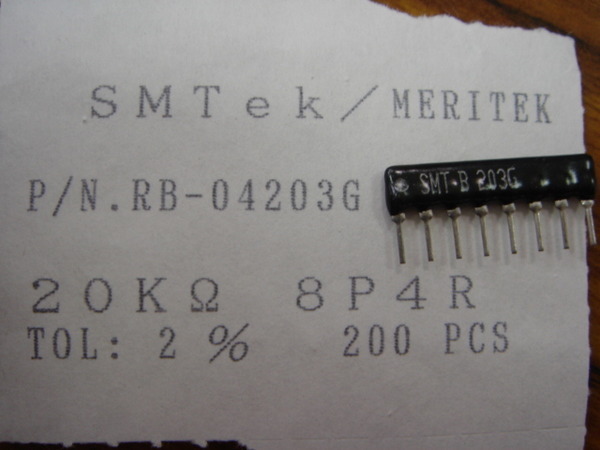 SMTek/MERITEK
P/N.RB-04203G
SMT-B 203G
20KΩ 8P4R
TOL: 2% 200 PCS